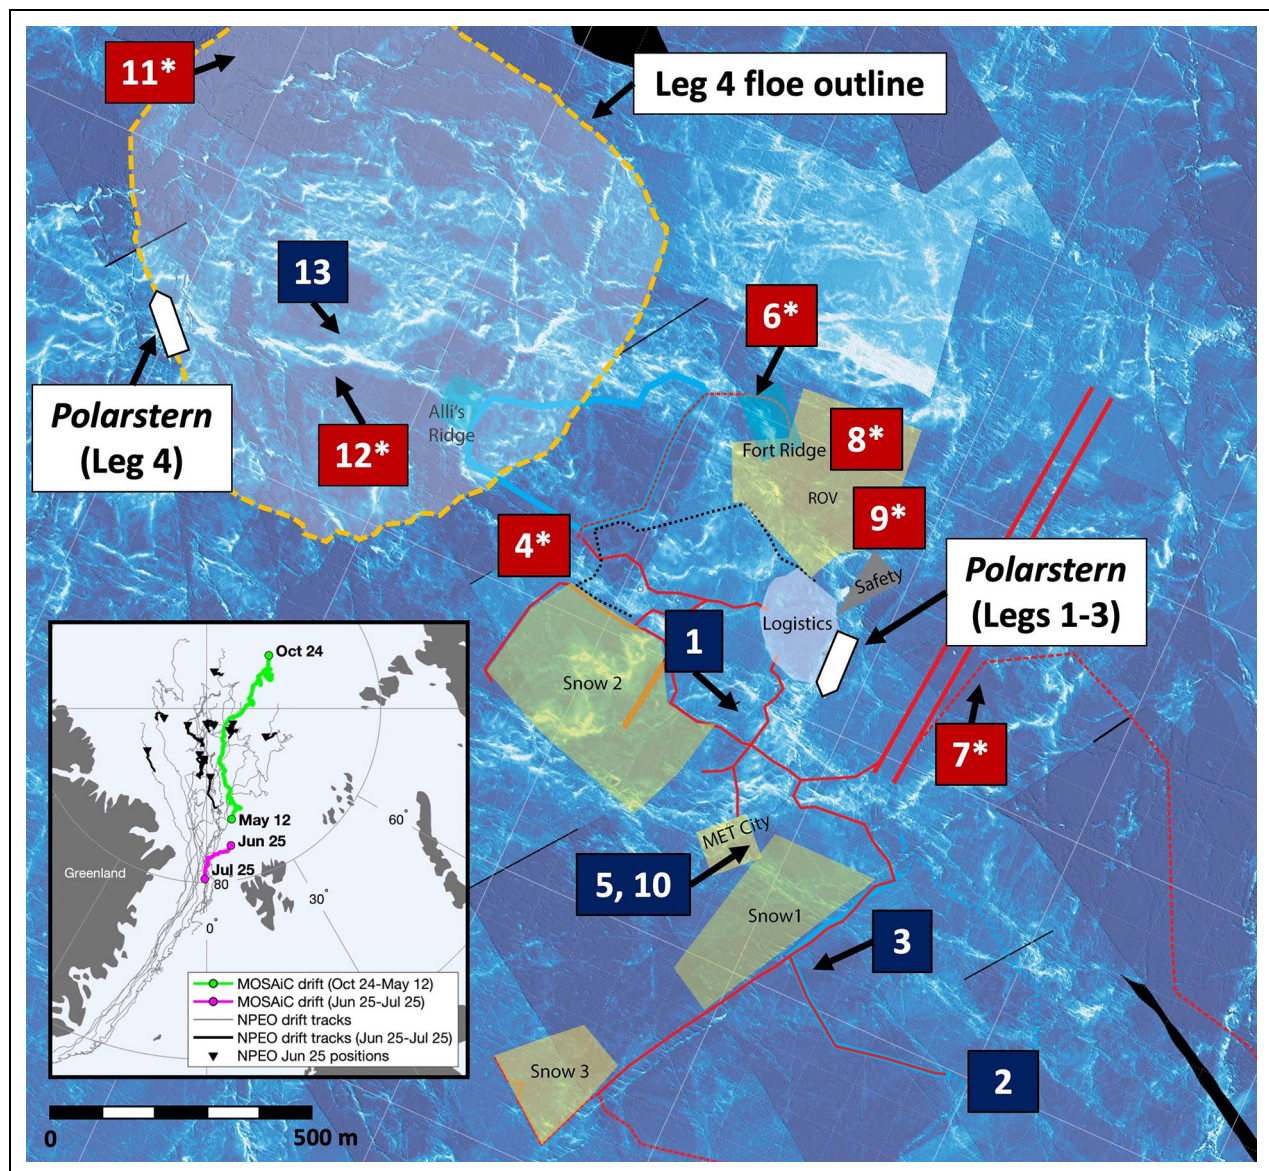 11*
Leg 4 floe outline
13
6*
Polarstern
(Leg 4)
Alli's
Ridge
12*
8*
Fort Ridge
ROV
9*
4*
Polarstern
(Legs 1-3)
Safety
Logistics
1
Snow 2
7*
MET City
5, 10
Snow1
3
Snow 3
2
Oct 24
May 12
Jun 25
Jul 25
Greenland
80
60°
30°
0°
MOSAiC drift (Oct 24-May 12)
MOSAiC drift (Jun 25-Jul 25)
NPEO drift tracks
NPEO drift tracks (Jun 25-Jul 25)
NPEO Jun 25 positions
0
500 m